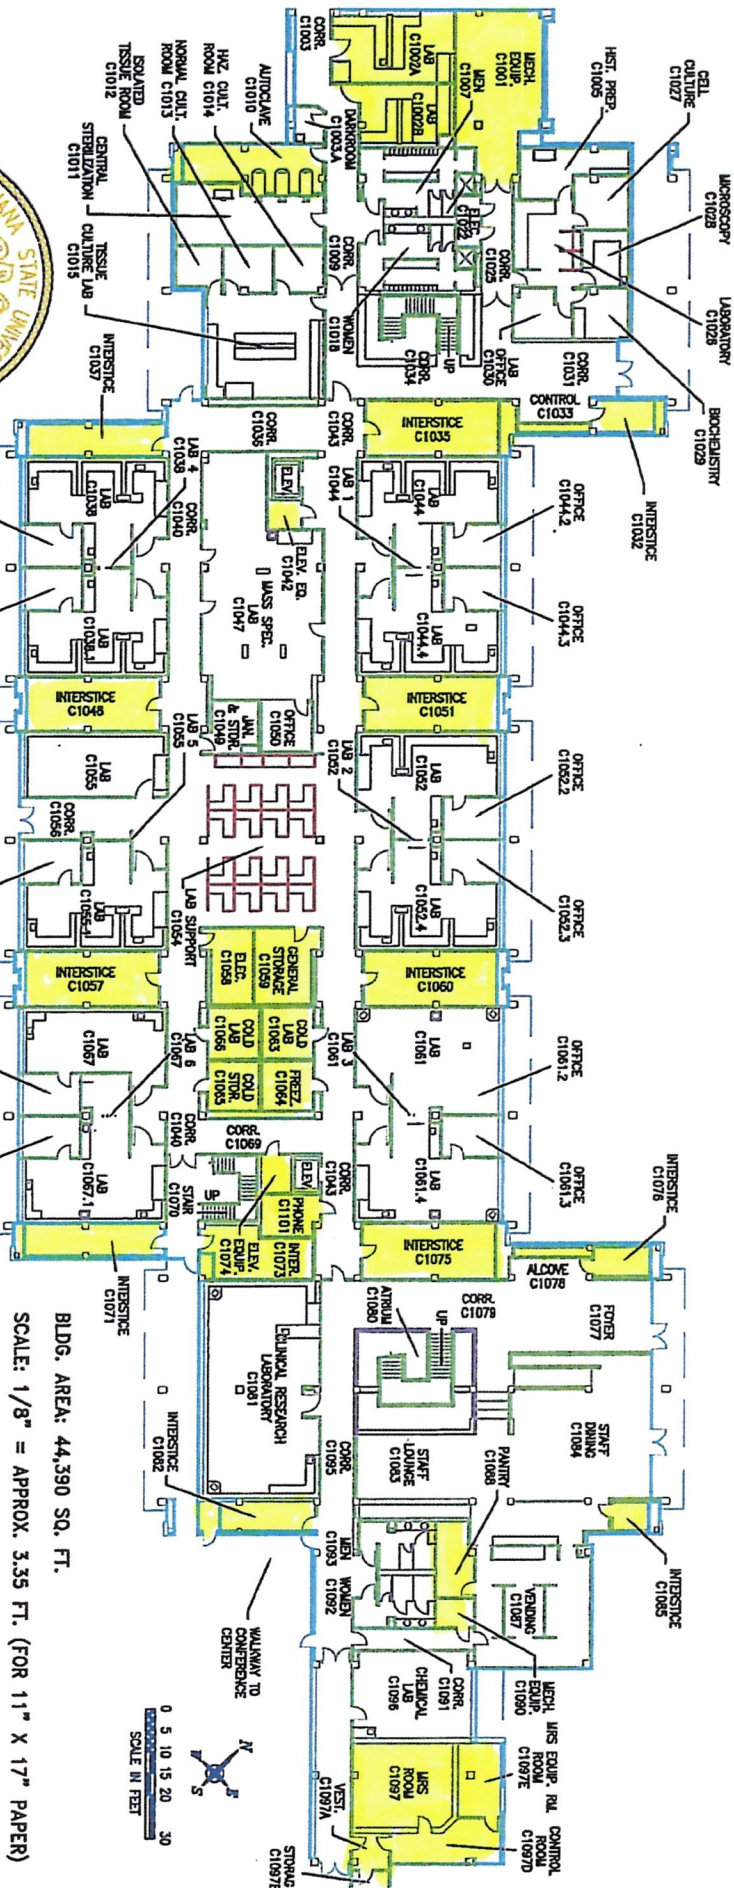 CORR.
C1003
LAB
C1002A
MECH.
EQUIP.
C1001
MEN
C1007
HIST. PREP.
C1005
CELL
CULTURE
C1027
MICROSCOPY
C1028
LABORATORY
C1026
BIOCHEMISTRY
C1029
INTERSTICE
C1032
AUTOCLAVE
C1010
HAZ. CULT.
ROOM C1014
NORMAL CULT.
ROOM C1013
ISOLATED
TISSUE ROOM
C1012
DARKROOM
C1003A
LAB
C1002B
ELEC.
C1022
CORR.
C1025
CORR.
C1009
CENTRAL
STERILIZATION
C1011
TISSUE
CULTURE LAB
C1015
WOMEN
C1018
UP
CORR.
C1034
LAB
OFFICE
C1030
CORR.
C1031
CONTROL
C1033
ANA STATE UNIVE
INTERSTICE
C1037
CORR.
C1036
CORR.
C1043
INTERSTICE
C1035
LAB 4
C1038
LAB
C1038
CORR.
C1040
ELEV.
ELEV. EQ.
C1042
LAB 1
C1044
LAB
C1044
OFFICE
C1044.2
OFFICE
C1044.3
LAB
C1038.1
MASS SPEC.
LAB
C1047
LAB
C1044.4
INTERSTICE
C1048
JAN.
& STOR.
C1049
OFFICE
C1050
INTERSTICE
C1051
LAB 5
C1055
LAB
C1055
LAB 2
C1052
LAB
C1052
OFFICE
C1052.2
OFFICE
C1052.3
CORR.
C1056
LAB
C1055.1
LAB SUPPORT
C1054
LAB
C1052.4
INTERSTICE
C1057
ELEC.
C1058
GENERAL
STORAGE
C1059
INTERSTICE
C1060
LAB 6
C1067
LAB
C1067
COLD
LAB
C1066
COLD
LAB
C1063
COLD
STOR.
C1065
FREZZ.
C1064
LAB 3
C1061
LAB
C1061
OFFICE
C1061.2
OFFICE
C1061.3
CORR.
C1040
LAB
C1067.1
CORR.
C1069
STAIR
C1070
UP
ELEV.
CORR.
C1043
LAB
C1061.4
PHONE
C1101
INTER.
C1073
ELEV.
EQUIP.
C1074
INTERSTICE
C1071
INTERSTICE
C1075
INTERSTICE
C1076
ALCOVE
C1078
CORR.
C1079
FOYER
C1077
ATRIUM
C1080
UP
CLINICAL RESEARCH
LABORATORY
C1081
STAFF
DINING
C1084
STAFF
LOUNGE
C1083
PANTRY
C1088
CORR.
C1095
INTERSTICE
C1082
INTERSTICE
C1085
MEN
C1093
WOMEN
C1092
VENDING
C1087
MECH.
EQUIP.
C1090
WALKWAY TO
CONFERENCE
CENTER
CORR.
C1091
CHEMICAL
LAB
C1096
MRS
ROOM
C1097
MRS EQUIP. RM.
ROOM
C1097E
CONTROL
ROOM
C1097D
VEST.
C1097A
BLDG. AREA: 44,390 SQ. FT.
SCALE: 1/8" = APPROX. 3.35 FT. (FOR 11" X 17" PAPER)
N
E
S
0 5 10 15 20 30
SCALE IN FEET